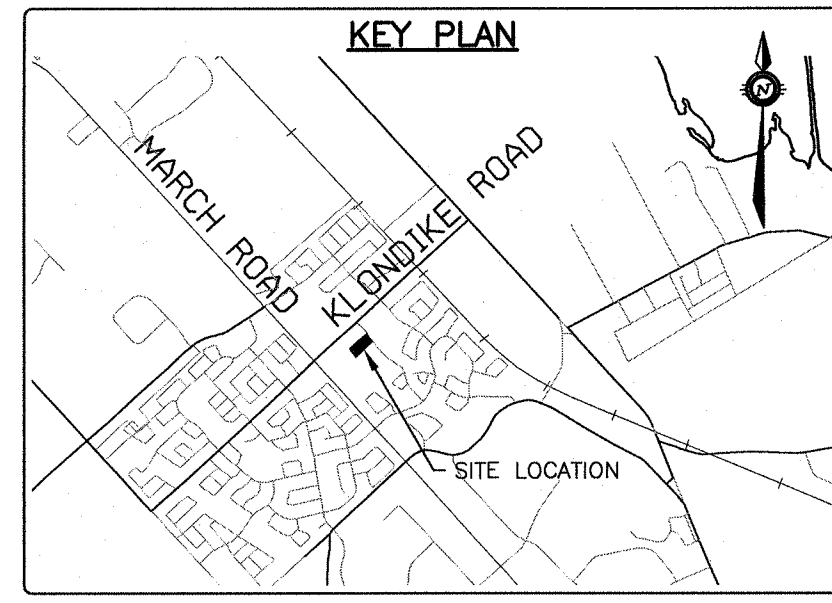 KEY PLAN
N
MARCH ROAD
KLONDIKE ROAD
SITE LOCATION